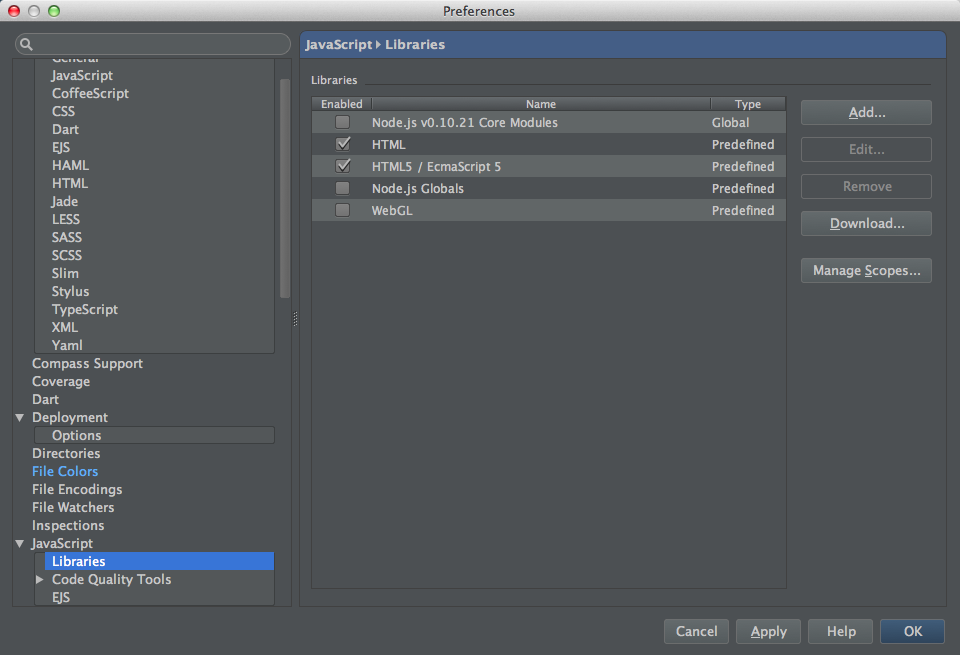 Preferences
General
JavaScript
CoffeeScript
CSS
Dart
EJS
HAML
HTML
Jade
LESS
SASS
SCSS
Slim
Stylus
TypeScript
XML
Yaml
Compass Support
Coverage
Dart
Deployment
Options
Directories
File Colors
File Encodings
File Watchers
Inspections
JavaScript
Libraries
Code Quality Tools
EJS
JavaScript Libraries
Libraries
Enabled Name Type
Node.js v0.10.21 Core Modules Global
HTML Predefined
HTML5 / EcmaScript 5 Predefined
Node.js Globals Predefined
WebGL Predefined
Add...
Edit...
Remove
Download...
Manage Scopes...
Cancel Apply Help OK